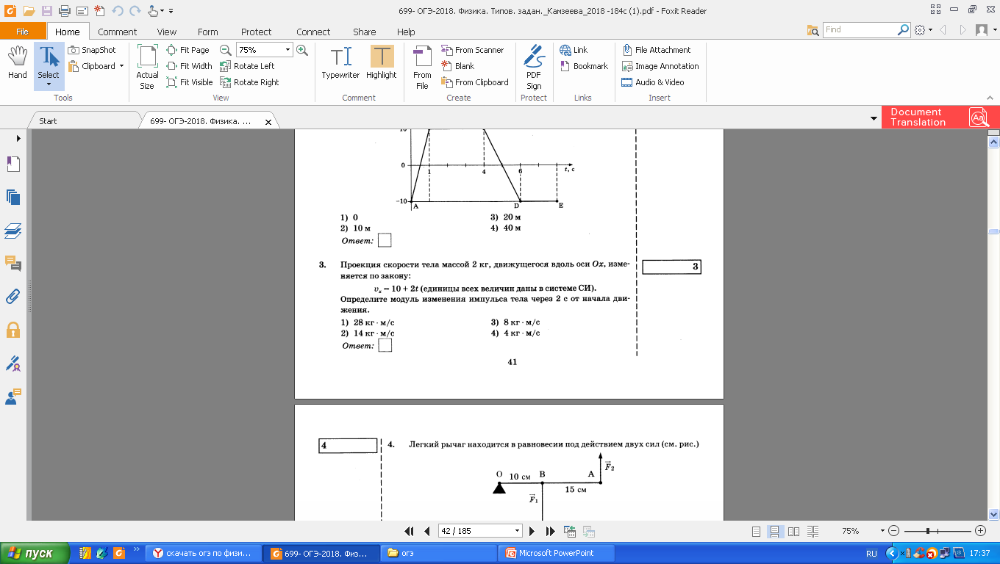 699- ОГЭ-2018. Физика. Типов. задан._Камзеева_2018 -184с (1).pdf - Foxit Reader
File Home Comment View Form Protect Connect Share Help Find
Hand Select SnapShot Clipboard
Tools
Actual Size Fit Page Fit Width Fit Visible 75% Rotate Left Rotate Right
View
Typewriter Highlight
Comment
From File From Scanner Blank From Clipboard
Create
PDF Sign
Protect
Link Bookmark
Links
File Attachment Image Annotation Audio & Video
Insert
Start 699- ОГЭ-2018. Физика. ...
Document Translation
10
0 1 4 6 t, с
−10 A D E
1) 0 3) 20 м
2) 10 м 4) 40 м
Ответ:
3. Проекция скорости тела массой 2 кг, движущегося вдоль оси Ox, изме-
няется по закону:
3
vx = 10 + 2t (единицы всех величин даны в системе СИ).
Определите модуль изменения импульса тела через 2 с от начала дви-
жения.
1) 28 кг · м/с 3) 8 кг · м/с
2) 14 кг · м/с 4) 4 кг · м/с
Ответ:
41
4
4. Легкий рычаг находится в равновесии под действием двух сил (см. рис.)
F2
O 10 см B A
15 см
F1
42 / 185 75%
пуск скачать огэ по физи... 699- ОГЭ-2018. Физ... огэ Microsoft PowerPoint RU 17:37